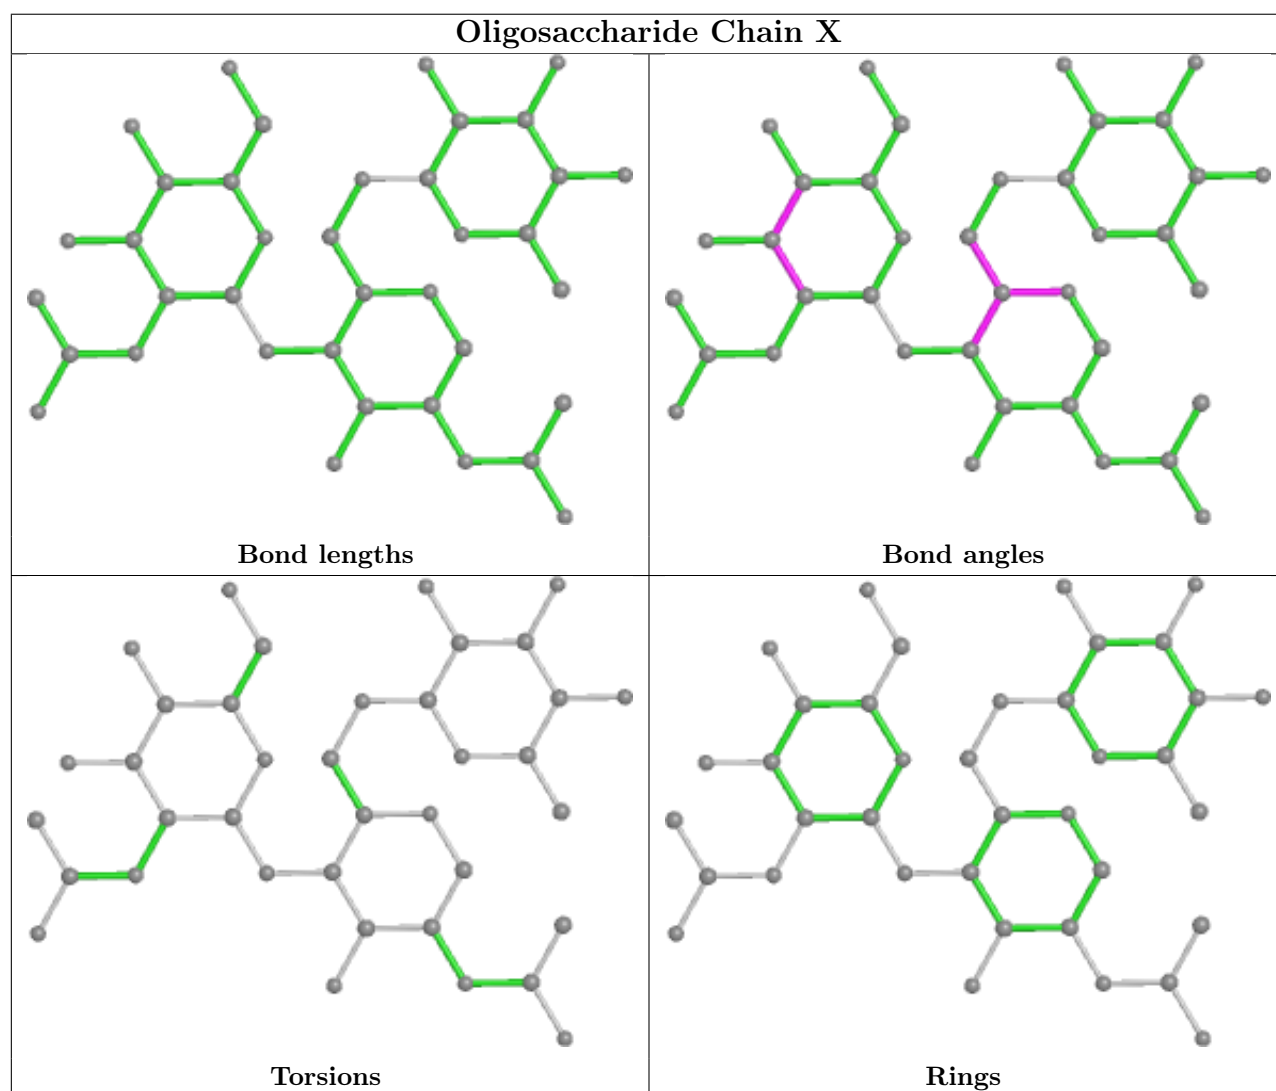 Oligosaccharide Chain X
Bond lengths
Bond angles
Torsions
Rings